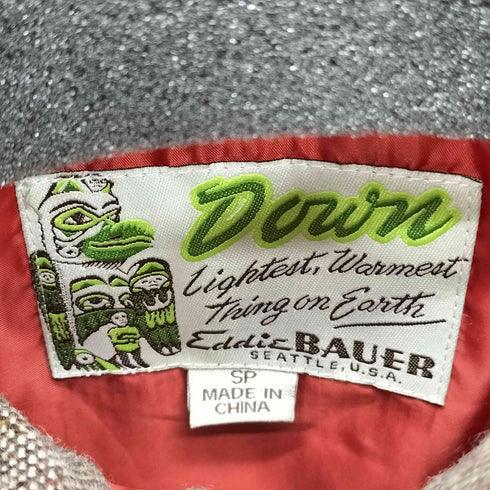 Down
Lightest, Warmest
Thing on Earth
Eddie BAUER
SEATTLE, U.S.A.
SP
MADE IN
CHINA